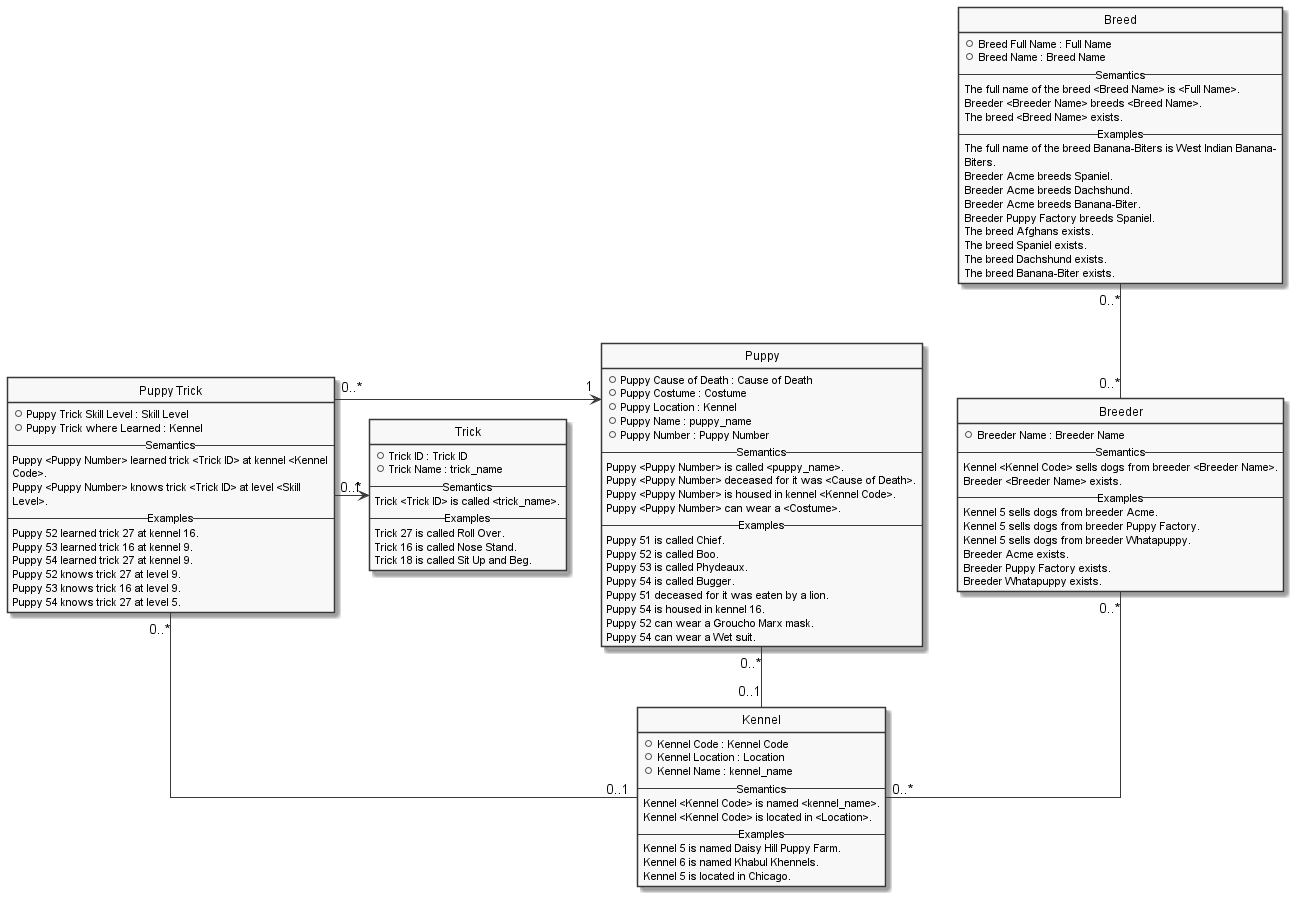 Breed
Breed Full Name : Full Name
Breed Name : Breed Name
Semantics
The full name of the breed <Breed Name> is <Full Name>.
Breeder <Breeder Name> breeds <Breed Name>.
The breed <Breed Name> exists.
Examples
The full name of the breed Banana-Biters is West Indian Banana-
Biters.
Breeder Acme breeds Spaniel.
Breeder Acme breeds Dachshund.
Breeder Acme breeds Banana-Biter.
Breeder Puppy Factory breeds Spaniel.
The breed Afghans exists.
The breed Spaniel exists.
The breed Dachshund exists.
The breed Banana-Biter exists.
0..*
0..*
Puppy Trick
Puppy Trick Skill Level : Skill Level
Puppy Trick where Learned : Kennel
Semantics
Puppy <Puppy Number> learned trick <Trick ID> at kennel <Kennel
Code>.
Puppy <Puppy Number> knows trick <Trick ID> at level <Skill
Level>.
Examples
Puppy 52 learned trick 27 at kennel 16.
Puppy 53 learned trick 16 at kennel 9.
Puppy 54 learned trick 27 at kennel 9.
Puppy 52 knows trick 27 at level 9.
Puppy 53 knows trick 16 at level 9.
Puppy 54 knows trick 27 at level 5.
0..*
0..*
1
Trick
Trick ID : Trick ID
Trick Name : trick_name
Semantics
Trick <Trick ID> is called <trick_name>.
Examples
Trick 27 is called Roll Over.
Trick 16 is called Nose Stand.
Trick 18 is called Sit Up and Beg.
Puppy
Puppy Cause of Death : Cause of Death
Puppy Costume : Costume
Puppy Location : Kennel
Puppy Name : puppy_name
Puppy Number : Puppy Number
Semantics
Puppy <Puppy Number> is called <puppy_name>.
Puppy <Puppy Number> deceased for it was <Cause of Death>.
Puppy <Puppy Number> is housed in kennel <Kennel Code>.
Puppy <Puppy Number> can wear a <Costume>.
Examples
Puppy 51 is called Chief.
Puppy 52 is called Boo.
Puppy 53 is called Phydeaux.
Puppy 54 is called Bugger.
Puppy 51 deceased for it was eaten by a lion.
Puppy 54 is housed in kennel 16.
Puppy 52 can wear a Groucho Marx mask.
Puppy 54 can wear a Wet suit.
0..*
0..1
Breeder
Breeder Name : Breeder Name
Semantics
Kennel <Kennel Code> sells dogs from breeder <Breeder Name>.
Breeder <Breeder Name> exists.
Examples
Kennel 5 sells dogs from breeder Acme.
Kennel 5 sells dogs from breeder Puppy Factory.
Kennel 5 sells dogs from breeder Whatapuppy.
Breeder Acme exists.
Breeder Puppy Factory exists.
Breeder Whatapuppy exists.
0..*
Kennel
Kennel Code : Kennel Code
Kennel Location : Location
Kennel Name : kennel_name
Semantics
Kennel <Kennel Code> is named <kennel_name>.
Kennel <Kennel Code> is located in <Location>.
Examples
Kennel 5 is named Daisy Hill Puppy Farm.
Kennel 6 is named Khabul Khennels.
Kennel 5 is located in Chicago.
0..1
0..*